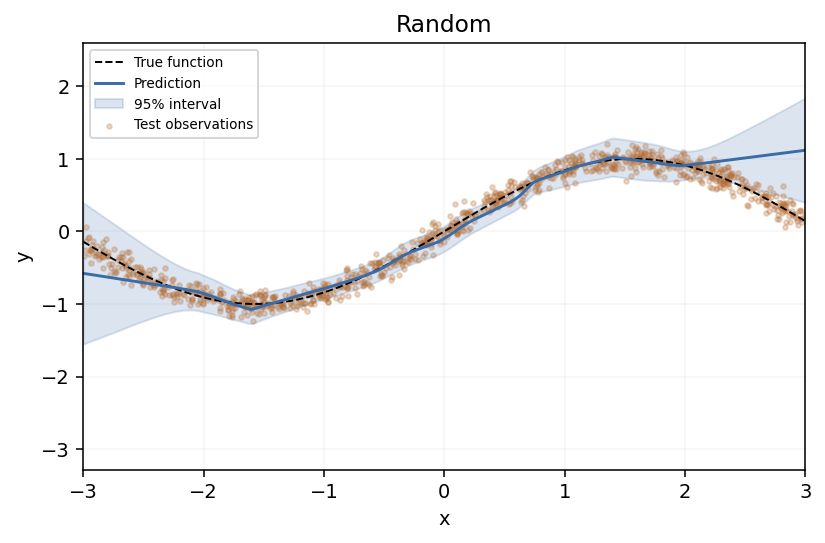 Random
True function
Prediction
95% interval
Test observations
2
1
0
−1
−2
−3
y
−3 −2 −1 0 1 2 3
x